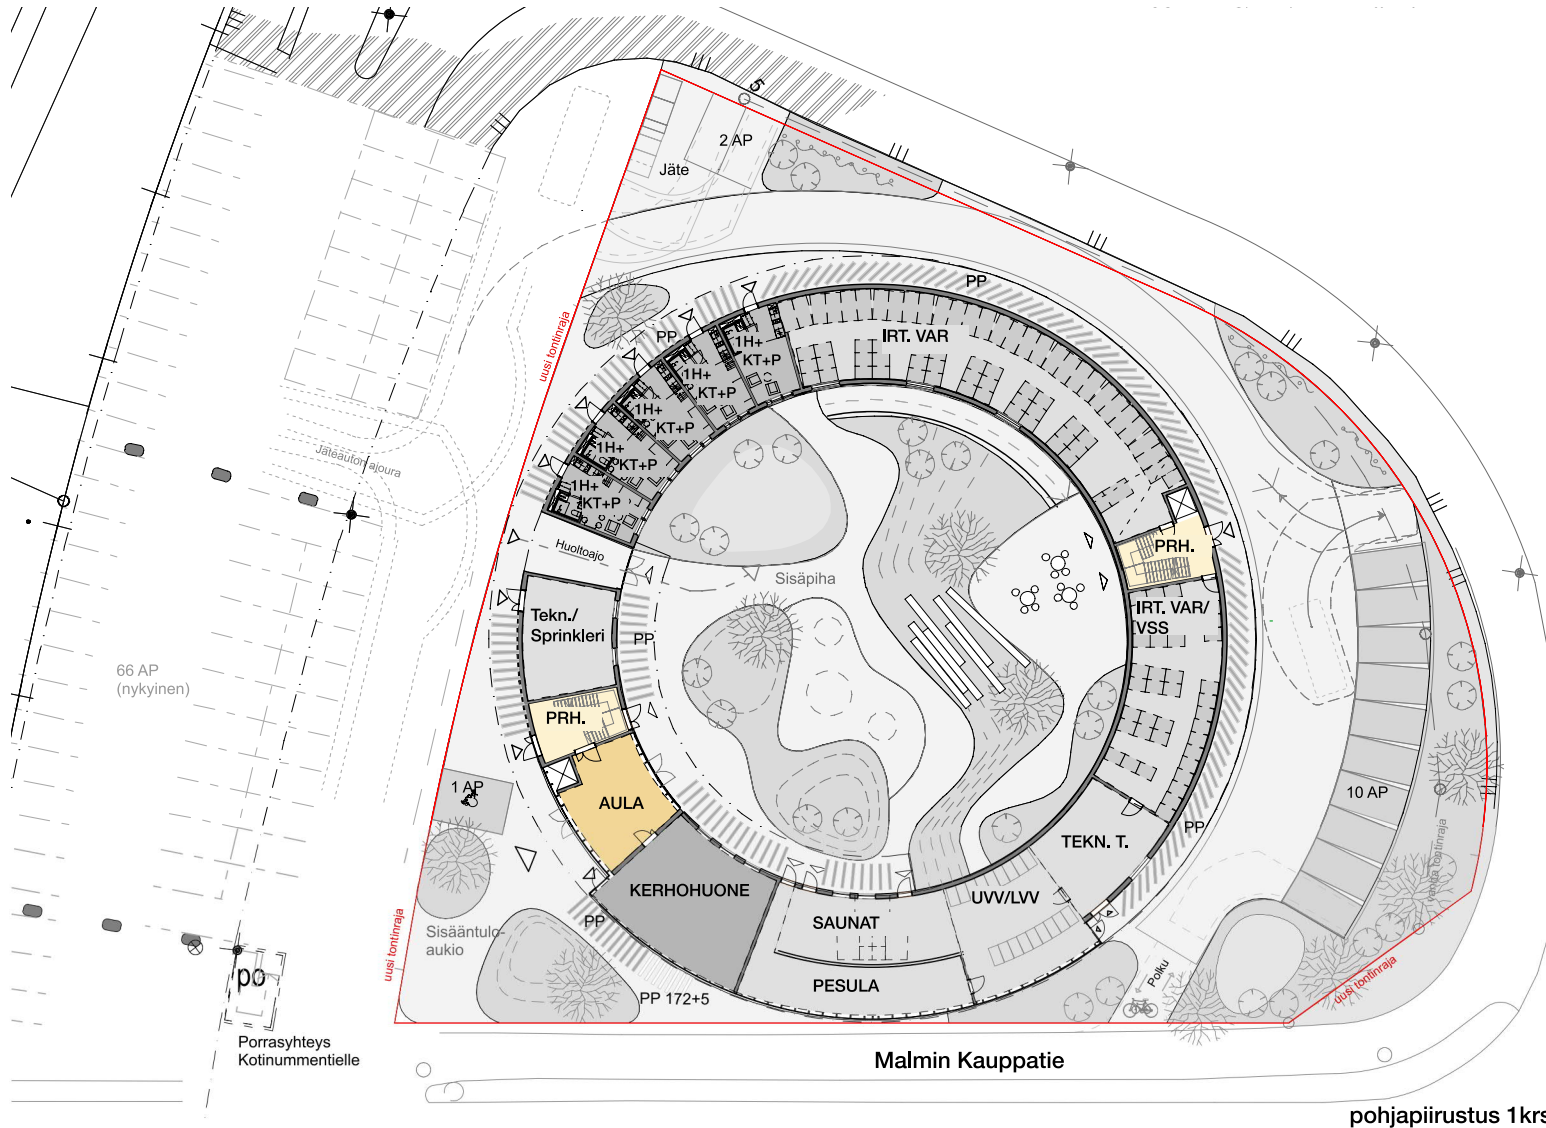 5
2 AP
Jäte
PP
uusi tontinraja
PP
IRT. VAR
1H+
KT+P
1H+
KT+P
1H+
KT+P
1H+
KT+P
1H+
KT+P
Jäteauton ajoura
Huoltoajo
Sisäpiha
PRH.
IRT. VAR/
VSS
Tekn./
Sprinkleri
PP
66 AP
(nykyinen)
PRH.
1 AP
AULA
10 AP
PP
TEKN. T.
vanha tontinraja
KERHOHUONE
UVV/LVV
SAUNAT
PP
Sisääntulo-
aukio
uusi tontinraja
PESULA
Polku
uusi tontinraja
po
PP 172+5
Porrasyhteys
Kotinummentielle
Malmin Kauppatie
pohjapiirustus 1krs